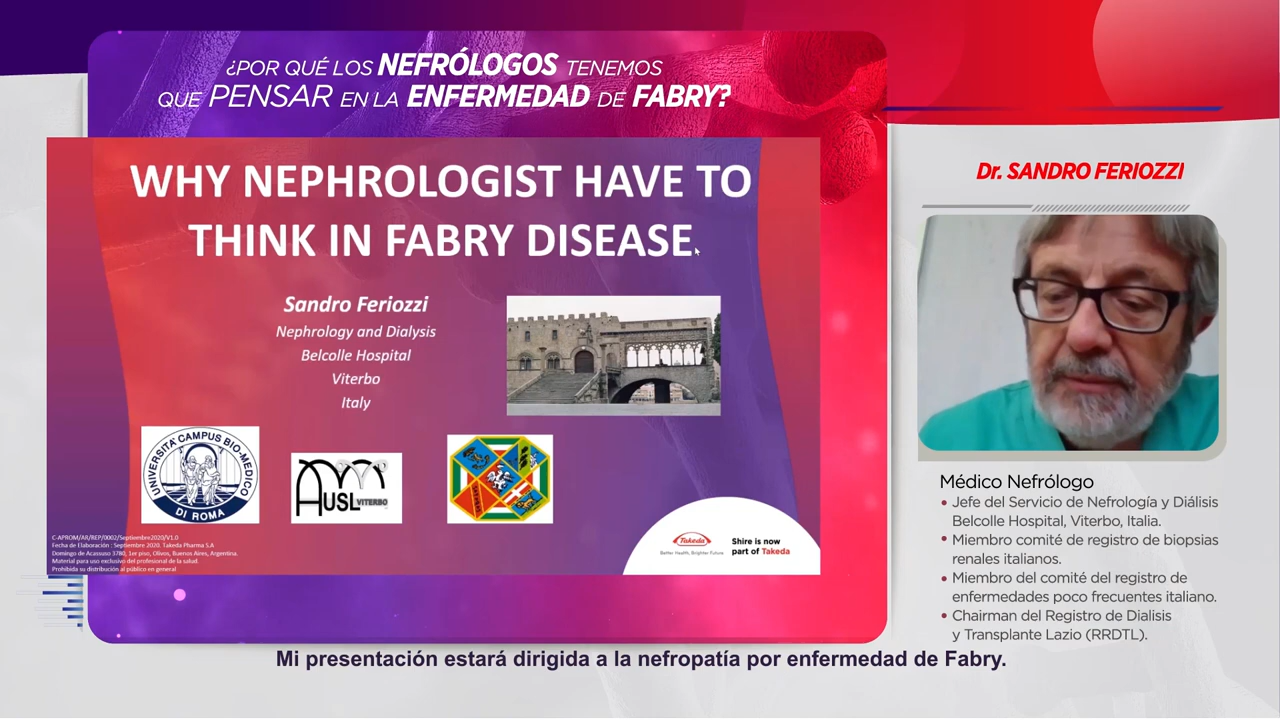 ¿POR QUÉ LOS NEFRÓLOGOS TENEMOS
QUE PENSAR EN LA ENFERMEDAD DE FABRY?
WHY NEPHROLOGIST HAVE TO
THINK IN FABRY DISEASE.
Sandro Feriozzi
Nephrology and Dialysis
Belcolle Hospital
Viterbo
Italy
UNIVERSITA' CAMPUS BIO-MEDICO
DI ROMA
AUSL VITERBO
C-APROM/AR/REP/0002/Septiembre2020/V1.0
Fecha de Elaboración : Septiembre 2020. Takeda Pharma S.A
Domingo de Acassuso 3780, 1er piso, Olivos, Buenos Aires, Argentina.
Material para uso exclusivo del profesional de la salud.
Prohibida su distribución al público en general
Takeda
Better Health, Brighter Future
Shire is now
part of Takeda
Dr. SANDRO FERIOZZI
Médico Nefrólogo
• Jefe del Servicio de Nefrología y Diálisis
Belcolle Hospital, Viterbo, Italia.
• Miembro comité de registro de biopsias
renales italianos.
• Miembro del comité del registro de
enfermedades poco frecuentes italiano.
• Chairman del Registro de Dialisis
y Transplante Lazio (RRDTL).
Mi presentación estará dirigida a la nefropatía por enfermedad de Fabry.